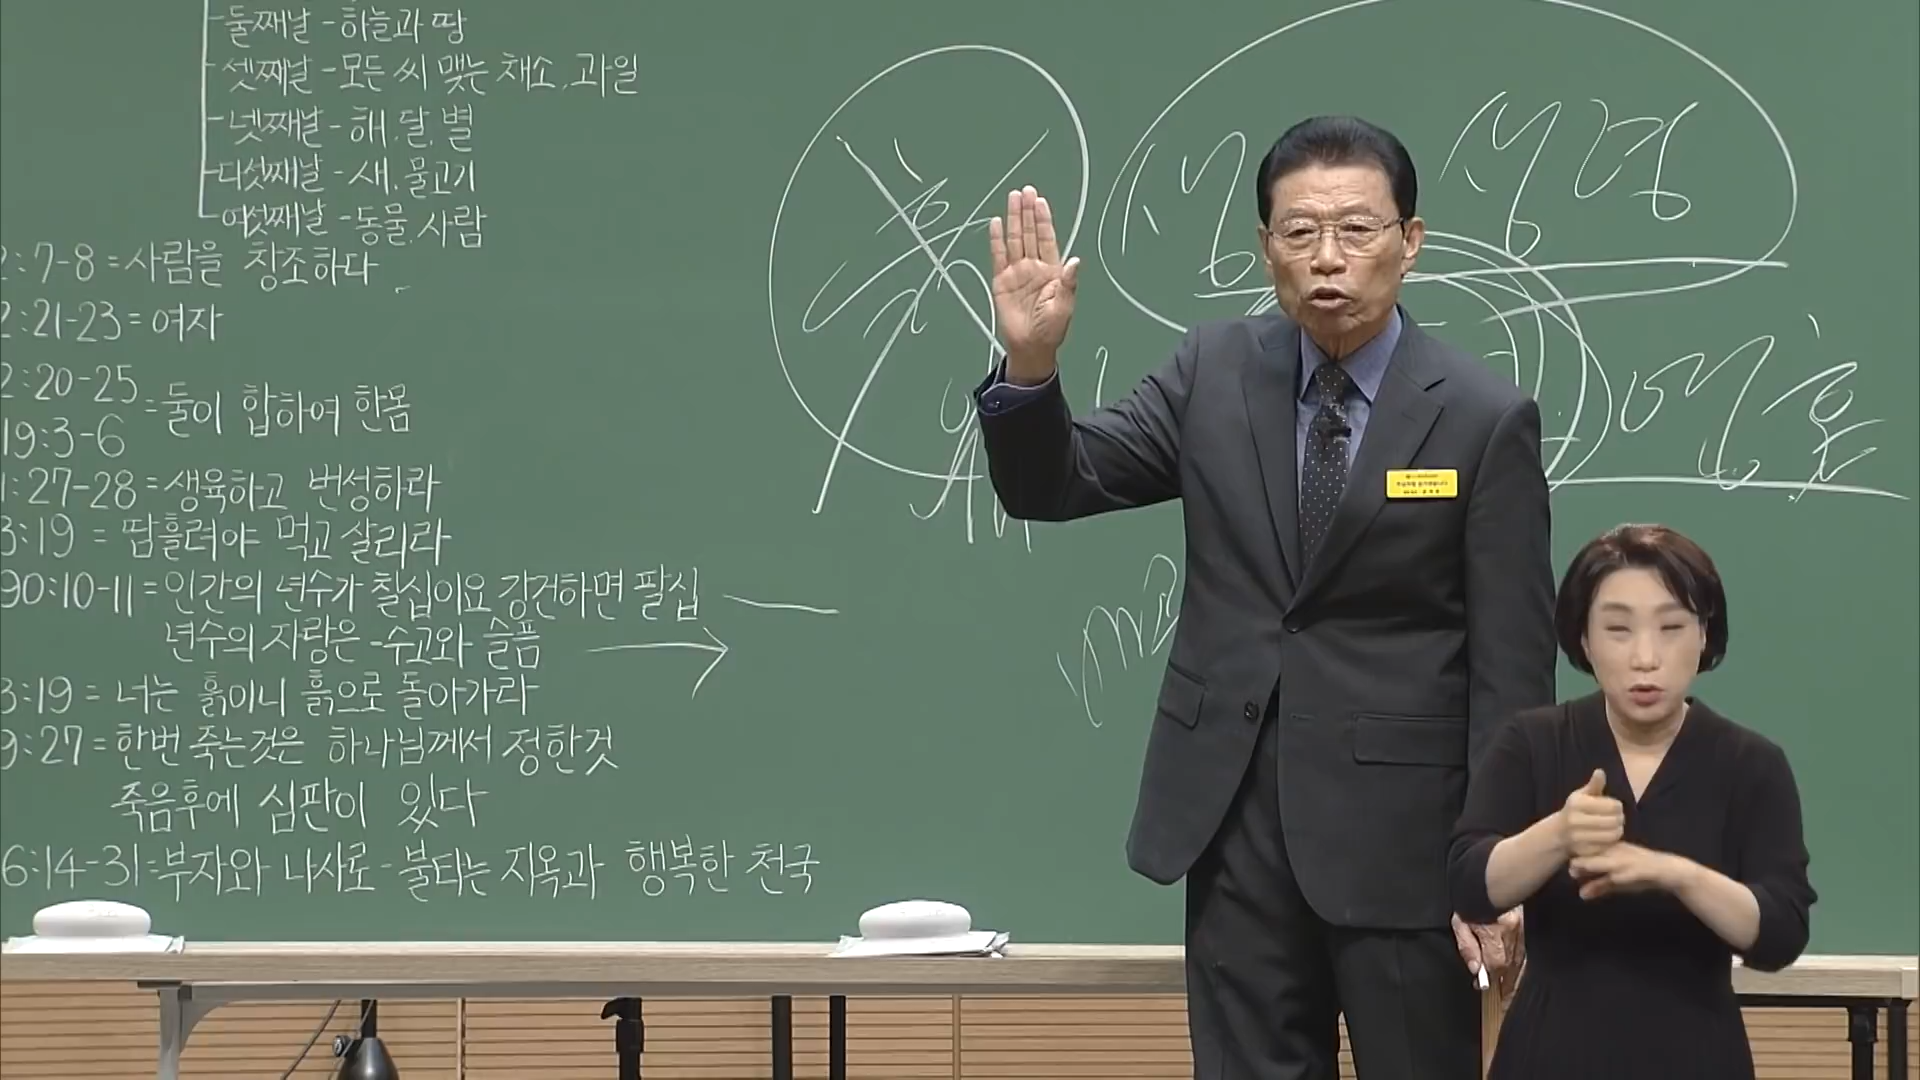 둘째날 - 하늘과 땅
셋째날 - 모든 씨 맺는 채소, 과일
넷째날 - 해, 달, 별
다섯째날 - 새, 물고기
여섯째날 - 동물, 사람
2:7-8 = 사람을 창조하다
2:21-23 = 여자
2:20-25
19:3-6
= 둘이 합하여 한몸
1:27-28 = 생육하고 번성하라
3:19 = 땀흘려야 먹고 살리라
90:10-11 = 인간의 년수가 칠십이요 강건하면 팔십
년수의 자랑은 - 수고와 슬픔
3:19 = 너는 흙이니 흙으로 돌아가라
9:27 = 한번 죽는것은 하나님께서 정한것
죽음후에 심판이 있다
6:14-31 = 부자와 나사로 - 불타는 지옥과 행복한 천국
성령
영혼